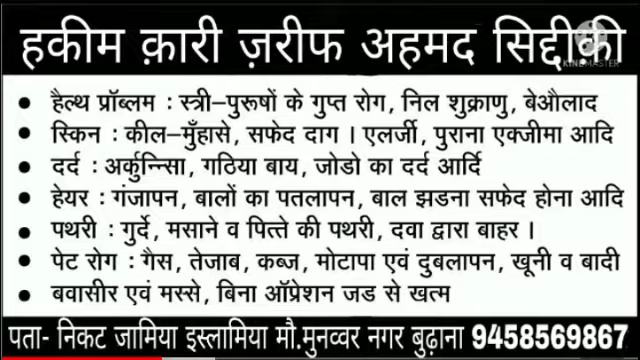 हकीम क़ारी ज़रीफ अहमद सिद्दीक़ी
KINEMASTER
• हैल्थ प्रॉब्लम : स्त्री–पुरूषों के गुप्त रोग, निल शुक्राणु, बेऔलाद
• स्किन : कील–मुँहासे, सफेद दाग । एलर्जी, पुराना एक्जीमा आदि
• दर्द : अर्कुन्निसा, गठिया बाय, जोडो का दर्द आर्दि
• हेयर : गंजापन, बालों का पतलापन, बाल झडना सफेद होना आदि
• पथरी : गुर्दे, मसाने व पित्ते की पथरी, दवा द्वारा बाहर ।
• पेट रोग : गैस, तेजाब, कब्ज, मोटापा एवं दुबलापन, खूनी व बादी
• बवासीर एवं मस्से, बिना ऑप्रेशन जड से खत्म
पता- निकट जामिया इस्लामिया मौ.मुनव्वर नगर बुढ़ाना 9458569867